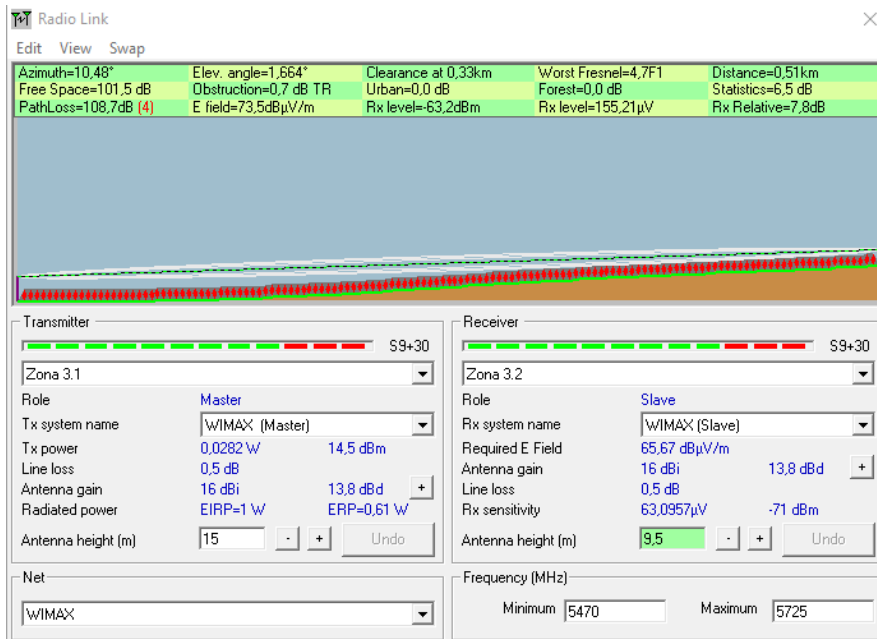 Radio Link
Edit View Swap
Azimuth=10,48° Elev. angle=1,664° Clearance at 0,33km Worst Fresnel=4,7F1 Distance=0,51km
Free Space=101,5 dB Obstruction=0,7 dB TR Urban=0,0 dB Forest=0,0 dB Statistics=6,5 dB
PathLoss=108,7dB (4) E field=73,5dBµV/m Rx level=-63,2dBm Rx level=155,21µV Rx Relative=7,8dB
Transmitter
S9+30
Zona 3.1
Role Master
Tx system name WIMAX (Master)
Tx power 0,0282 W 14,5 dBm
Line loss 0,5 dB
Antenna gain 16 dBi 13,8 dBd +
Radiated power EIRP=1 W ERP=0,61 W
Antenna height (m) 15 - + Undo
Net
WIMAX
Receiver
S9+30
Zona 3.2
Role Slave
Rx system name WIMAX (Slave)
Required E Field 65,67 dBµV/m
Antenna gain 16 dBi 13,8 dBd +
Line loss 0,5 dB
Rx sensitivity 63,0957µV -71 dBm
Antenna height (m) 9,5 - + Undo
Frequency (MHz)
Minimum 5470 Maximum 5725